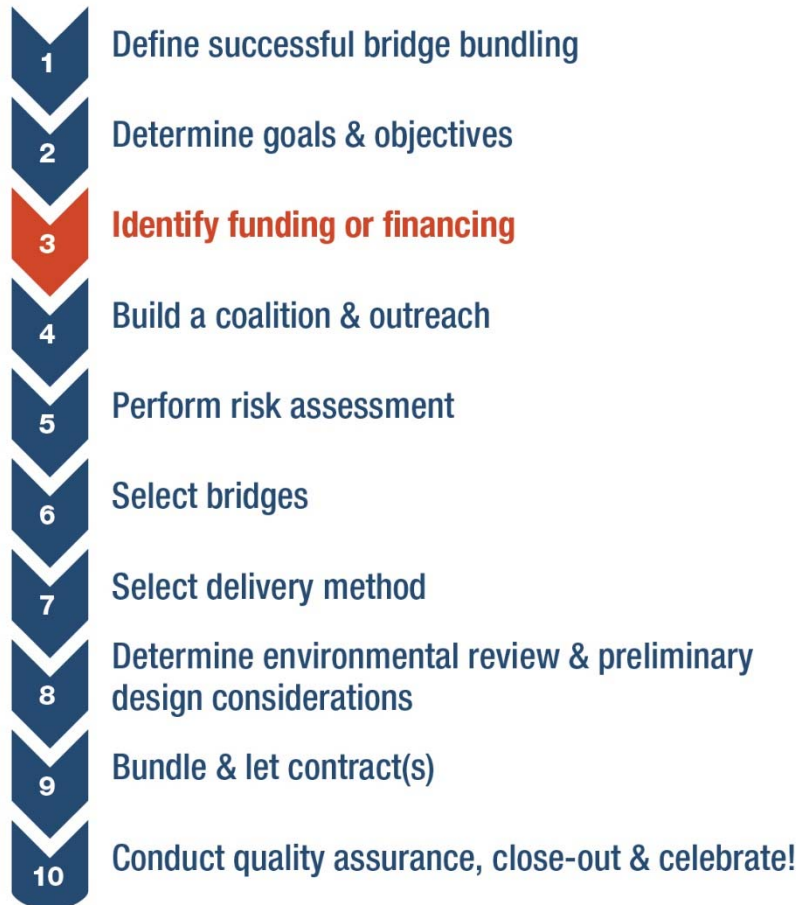 1
Define successful bridge bundling
2
Determine goals & objectives
3
Identify funding or financing
4
Build a coalition & outreach
5
Perform risk assessment
6
Select bridges
7
Select delivery method
8
Determine environmental review & preliminary
design considerations
9
Bundle & let contract(s)
10
Conduct quality assurance, close-out & celebrate!